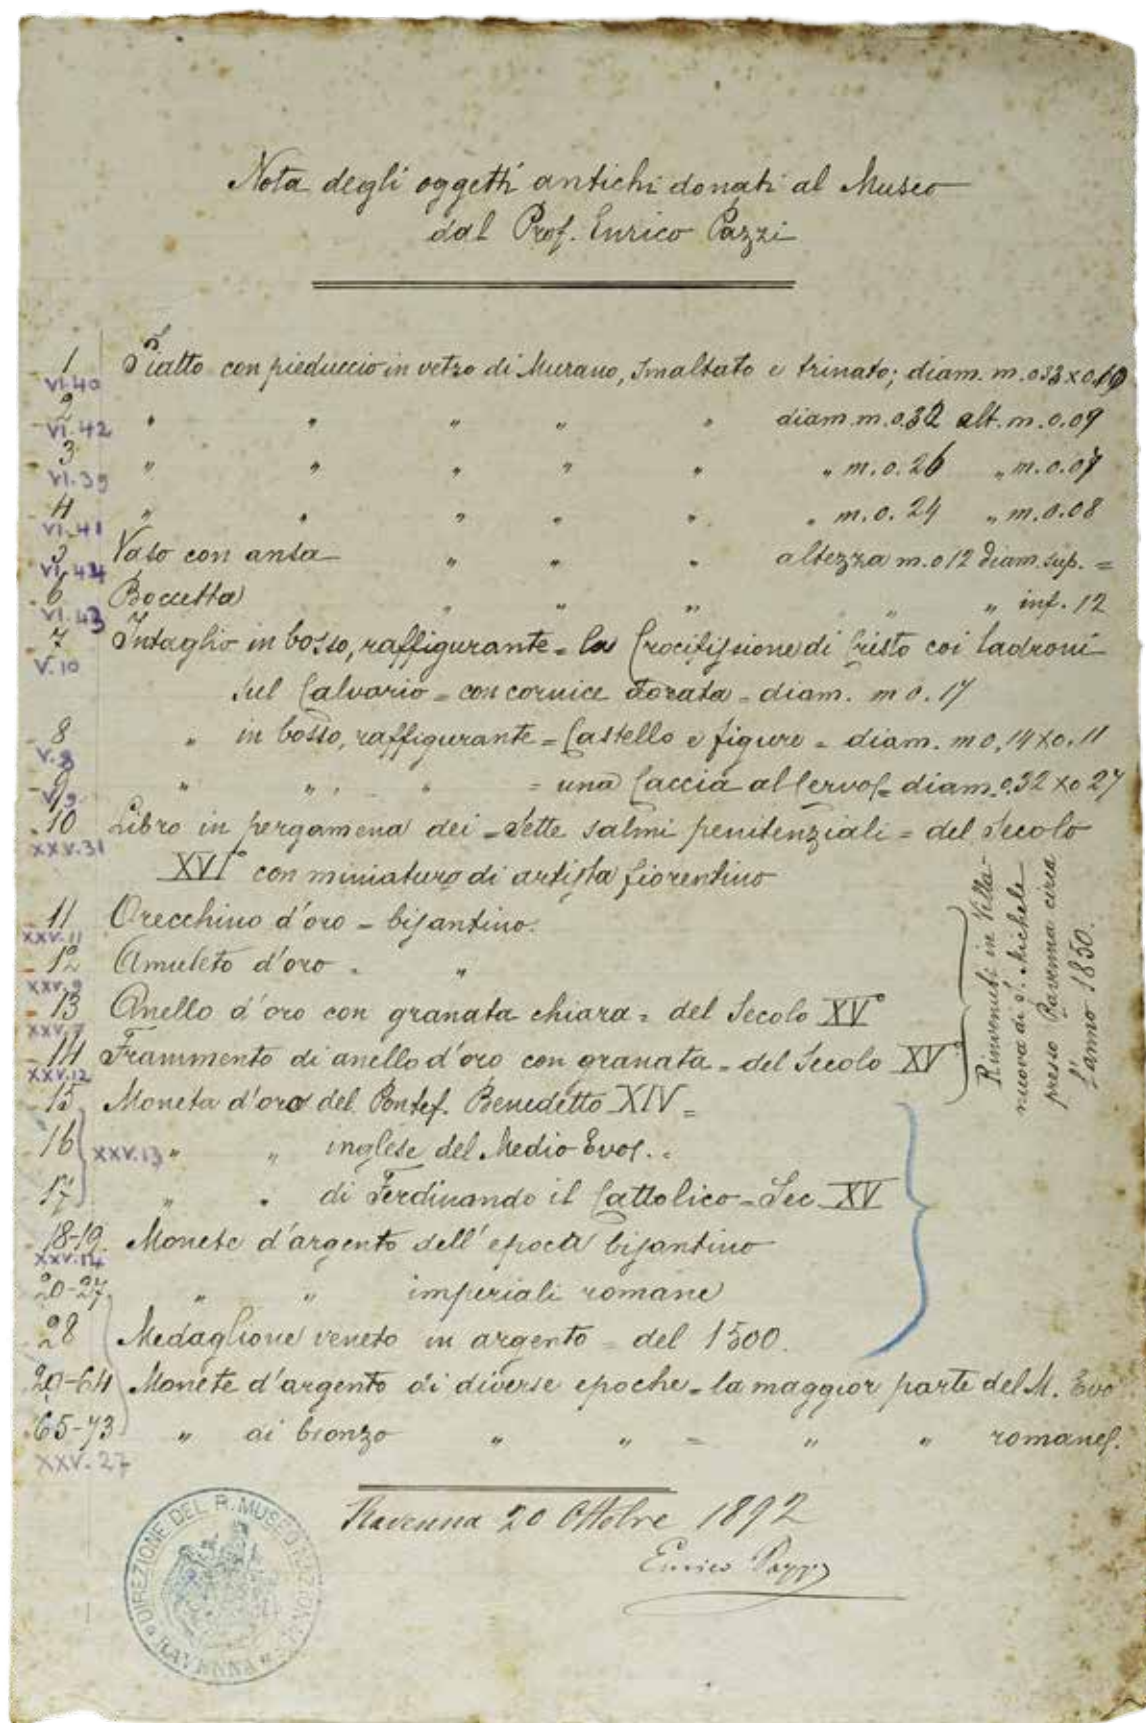 Nota degli oggetti antichi donati al Museo
dal Prof. Enrico Pazzi
1 Piatto con pieduccio in vetro di Murano, smaltato e trinato; diam. m. 0.33 x 0.10
VI.40
2 " " " " " diam. m. 0.32 alt. m. 0.09
VI.42
3 " " " " " " m. 0.26 " m. 0.07
VI.39
4 " " " " " " m. 0.24 " m. 0.08
VI.41
5 Vaso con ansa " " " altezza m. 0 12 diam. sup. =
VI.44
6 Boccetta " " " " " inf. 12
VI.43
7 Intaglio in bosso, raffigurante = la Crocifissione di Cristo coi ladroni
V.10
sul Calvario = con cornice dorata = diam. m 0.17
8 " in bosso, raffigurante = Castello e figure = diam. m 0,14 x 0.11
V.8
9 " " " = una Caccia al Cervo = diam. 0.32 x 0 27
V.9
10 Libro in pergamena dei = Sette salmi penitenziali = del Secolo
XXV.31
XVI° con miniature di artista fiorentino
11 Orecchino d'oro = bisantino.
XXV.11
12 Amuleto d'oro = "
XXV.9
13 Anello d'oro con granata chiara = del Secolo XV°
XXV.
14 Frammento di anello d'oro con granata = del Secolo XV°
XXV.12
Rinvenuti in Villa-
nuova di S. Michele
presso Ravenna circa
l'anno 1850.
15 Moneta d'oro del Pontef. Benedetto XIV =
16 " " inglese del Medio Evo. =
XXV.13
17 " " di Ferdinando il Cattolico = Sec XV
18-19 Monete d'argento dell'epoca bisantino
XXV.14
20-27 " " imperiali romane
28 Medaglione veneto in argento = del 1500.
29-64 Monete d'argento di diverse epoche = la maggior parte del M. Evo
65-73 " di bronzo " " = " " romane.
XXV.27
Ravenna 20 Ottobre 1892
Enrico Pazzi
DIREZIONE DEL R. MUSEO NAZIONALE
RAVENNA